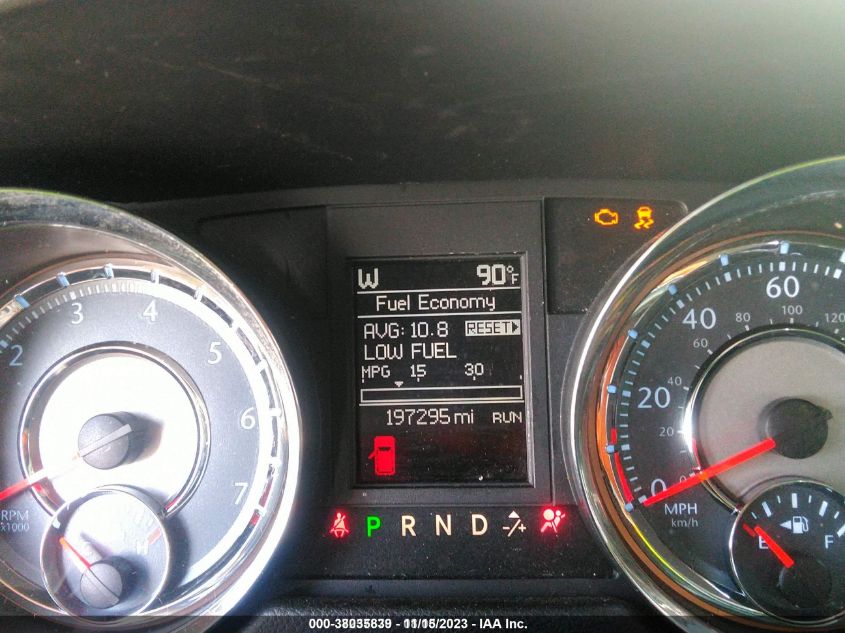 W 90°F
Fuel Economy
AVG: 10.8 RESET
LOW FUEL
MPG 15 30
197295 mi RUN
P R N D -/+
2 3 4 5 6 7
RPM
x1000
H
0 20 40 60
0 20 40 60 80 100 120
MPH
km/h
E F
000-38035839 - 11/15/2023 - IAA Inc.